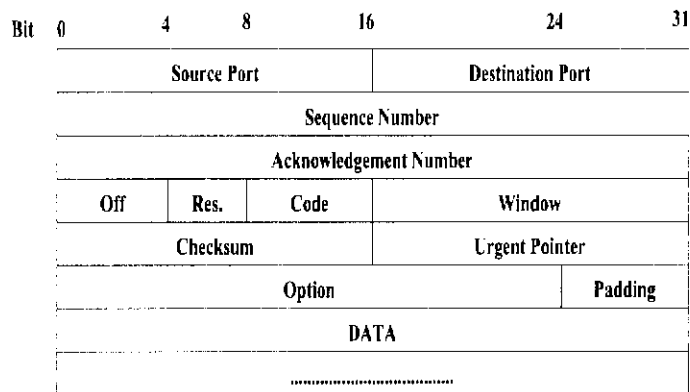 Bit 0 4 8 16 24 31
Source Port Destination Port
Sequence Number
Acknowledgement Number
Off Res. Code Window
Checksum Urgent Pointer
Option Padding
DATA
..............................